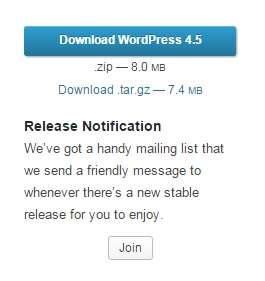 Download WordPress 4.5
.zip — 8.0 MB
Download .tar.gz — 7.4 MB
Release Notification
We’ve got a handy mailing list that
we send a friendly message to
whenever there’s a new stable
release for you to enjoy.
Join